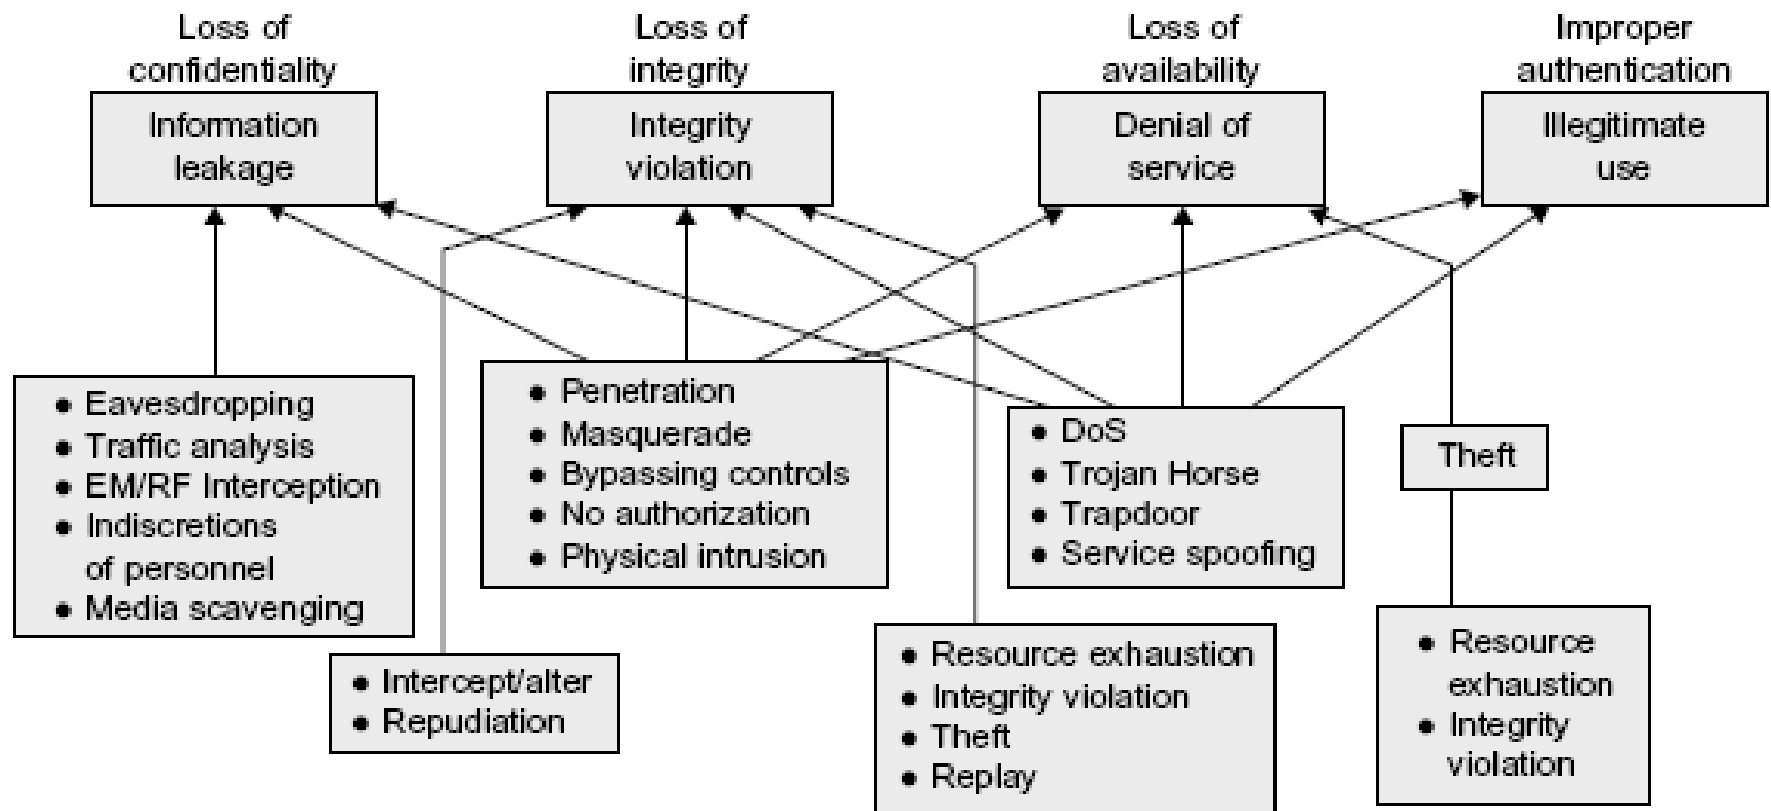 Loss of
confidentiality
Loss of
integrity
Loss of
availability
Improper
authentication
Information
leakage
Integrity
violation
Denial of
service
Illegitimate
use
● Eavesdropping
● Traffic analysis
● EM/RF Interception
● Indiscretions
of personnel
● Media scavenging
● Penetration
● Masquerade
● Bypassing controls
● No authorization
● Physical intrusion
● DoS
● Trojan Horse
● Trapdoor
● Service spoofing
Theft
● Intercept/alter
● Repudiation
● Resource exhaustion
● Integrity violation
● Theft
● Replay
● Resource
exhaustion
● Integrity
violation